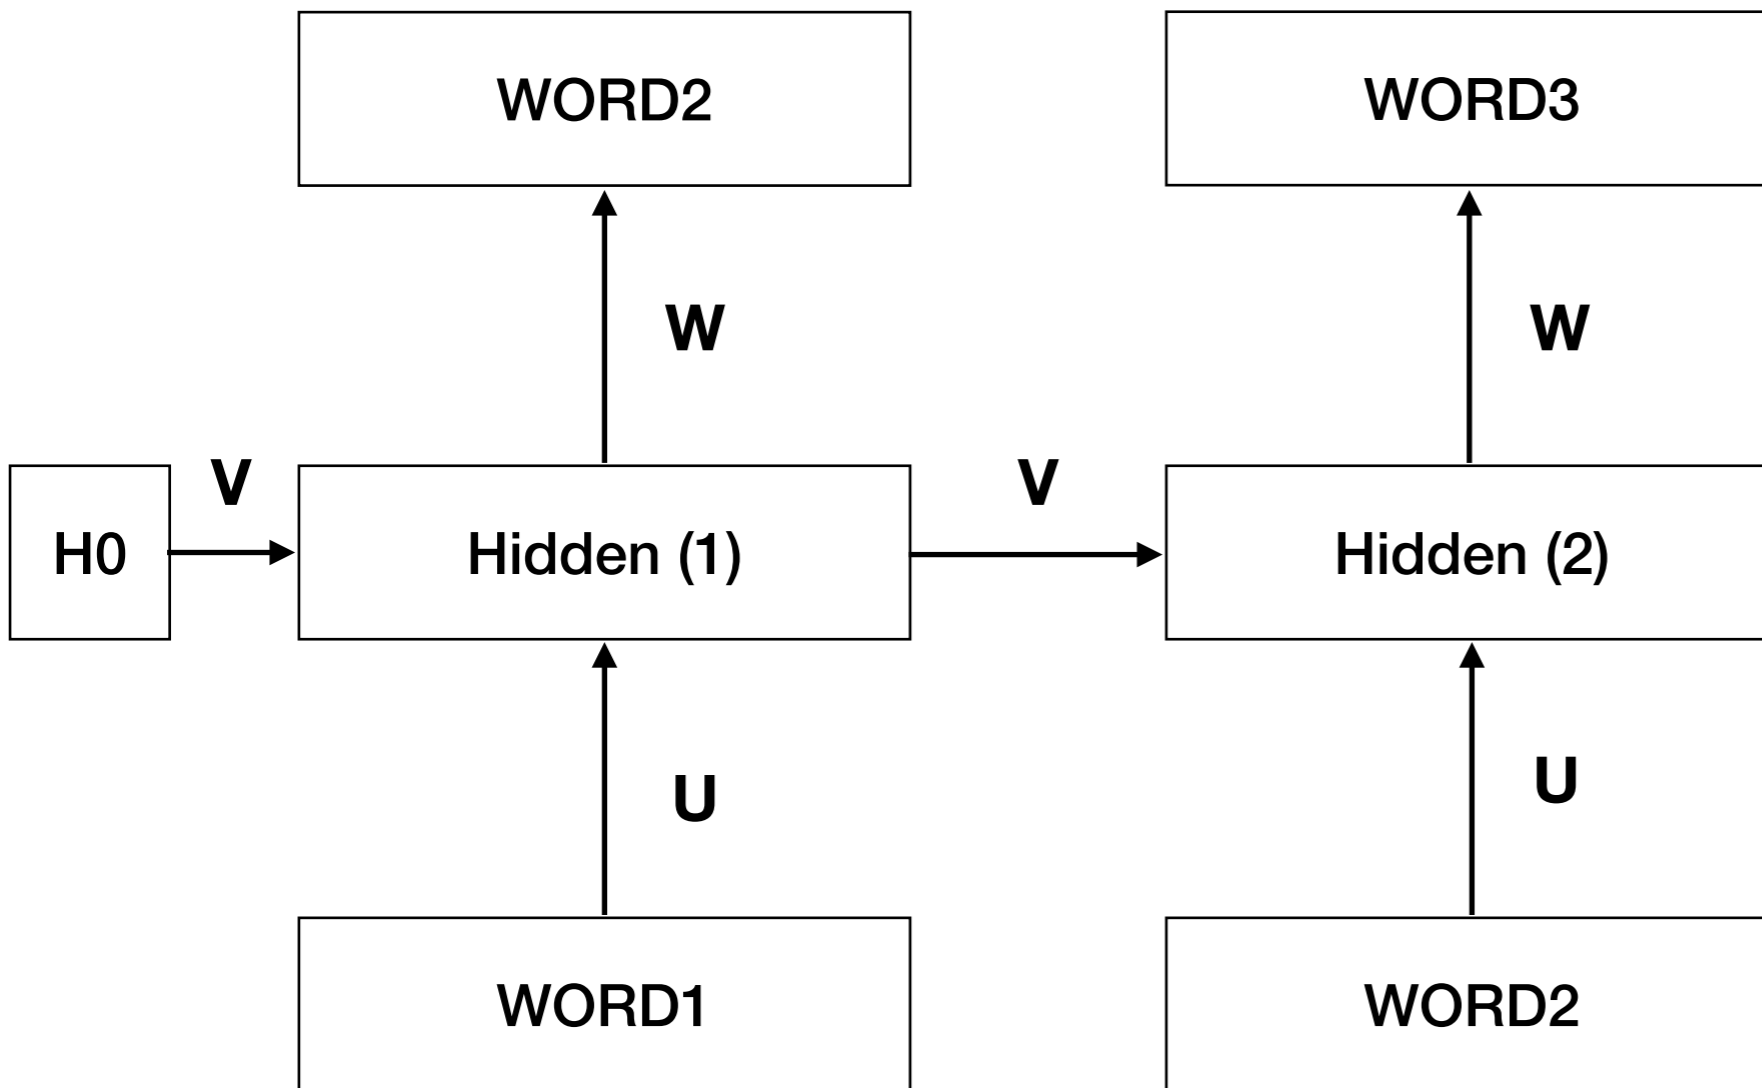 WORD2 WORD3
W W
V V
H0 Hidden (1) Hidden (2)
U U
WORD1 WORD2